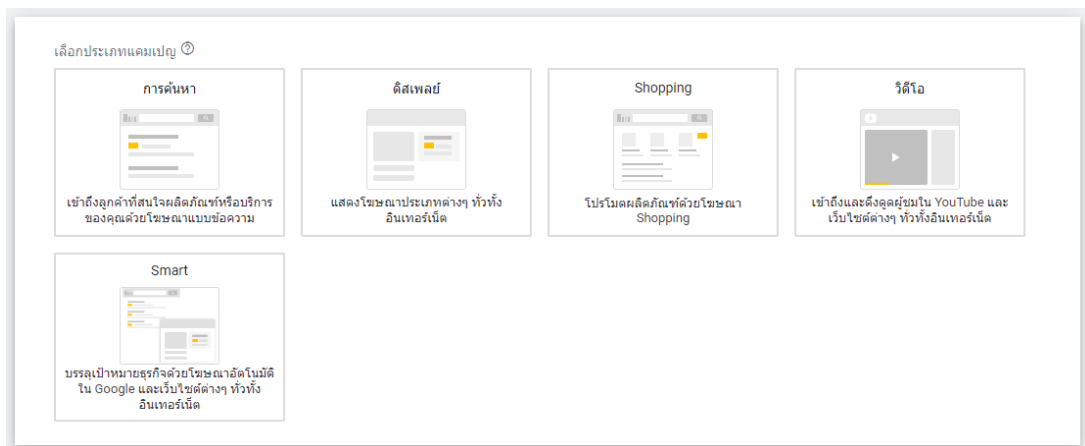 เลือกประเภทแคมเปญ
การค้นหา
เข้าถึงลูกค้าที่สนใจผลิตภัณฑ์หรือบริการ
ของคุณด้วยโฆษณาแบบข้อความ
ดิสเพลย์
แสดงโฆษณาประเภทต่างๆ ทั่วทั้ง
อินเทอร์เน็ต
Shopping
โปรโมตผลิตภัณฑ์ด้วยโฆษณา
Shopping
วิดีโอ
เข้าถึงและดึงดูดผู้ชมใน YouTube และ
เว็บไซต์ต่างๆ ทั่วทั้งอินเทอร์เน็ต
Smart
บรรลุเป้าหมายธุรกิจด้วยโฆษณาอัตโนมัติ
ใน Google และเว็บไซต์ต่างๆ ทั่วทั้ง
อินเทอร์เน็ต